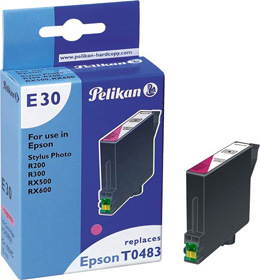 www.pelikan-hardcopy.com
E30
Pelikan
For use in
Epson
Stylus Photo
R200
R300
RX500
RX600
E30
replaces
Epson T0483